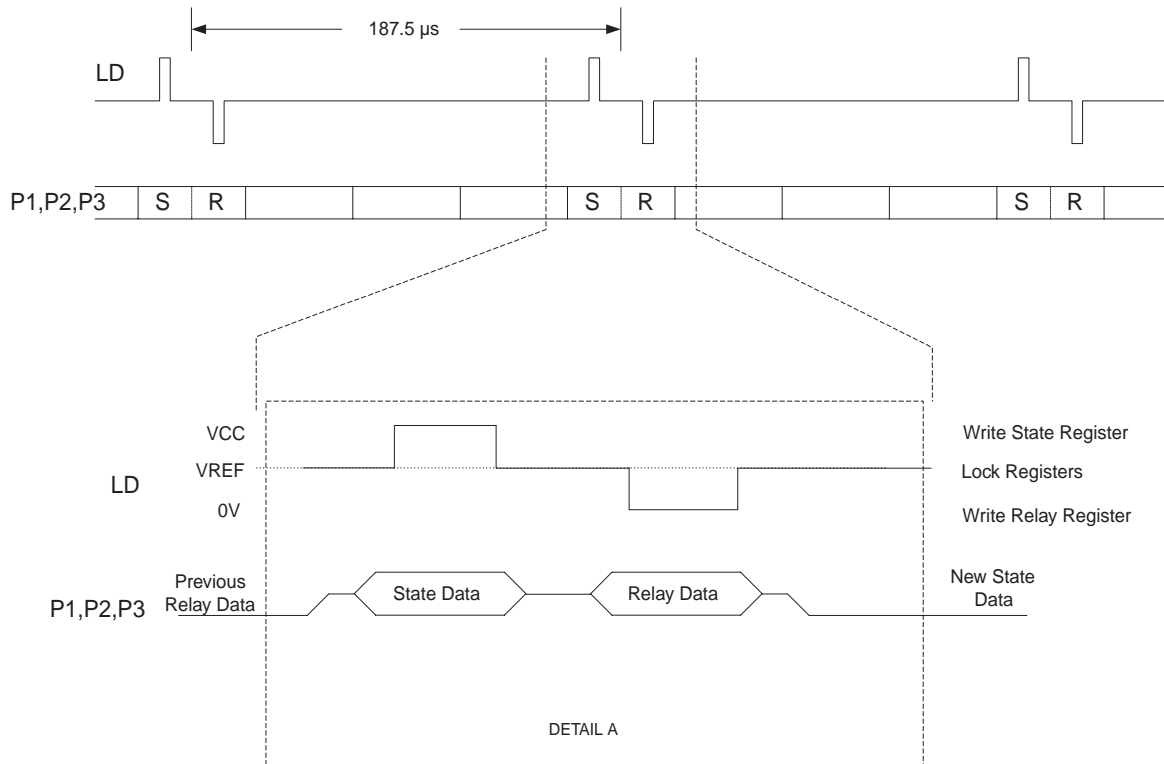 187.5 µs
LD
P1,P2,P3
S R S R S R
VCC
Write State Register
VREF
Lock Registers
LD
0V
Write Relay Register
Previous
Relay Data
State Data
Relay Data
New State
Data
P1,P2,P3
DETAIL A